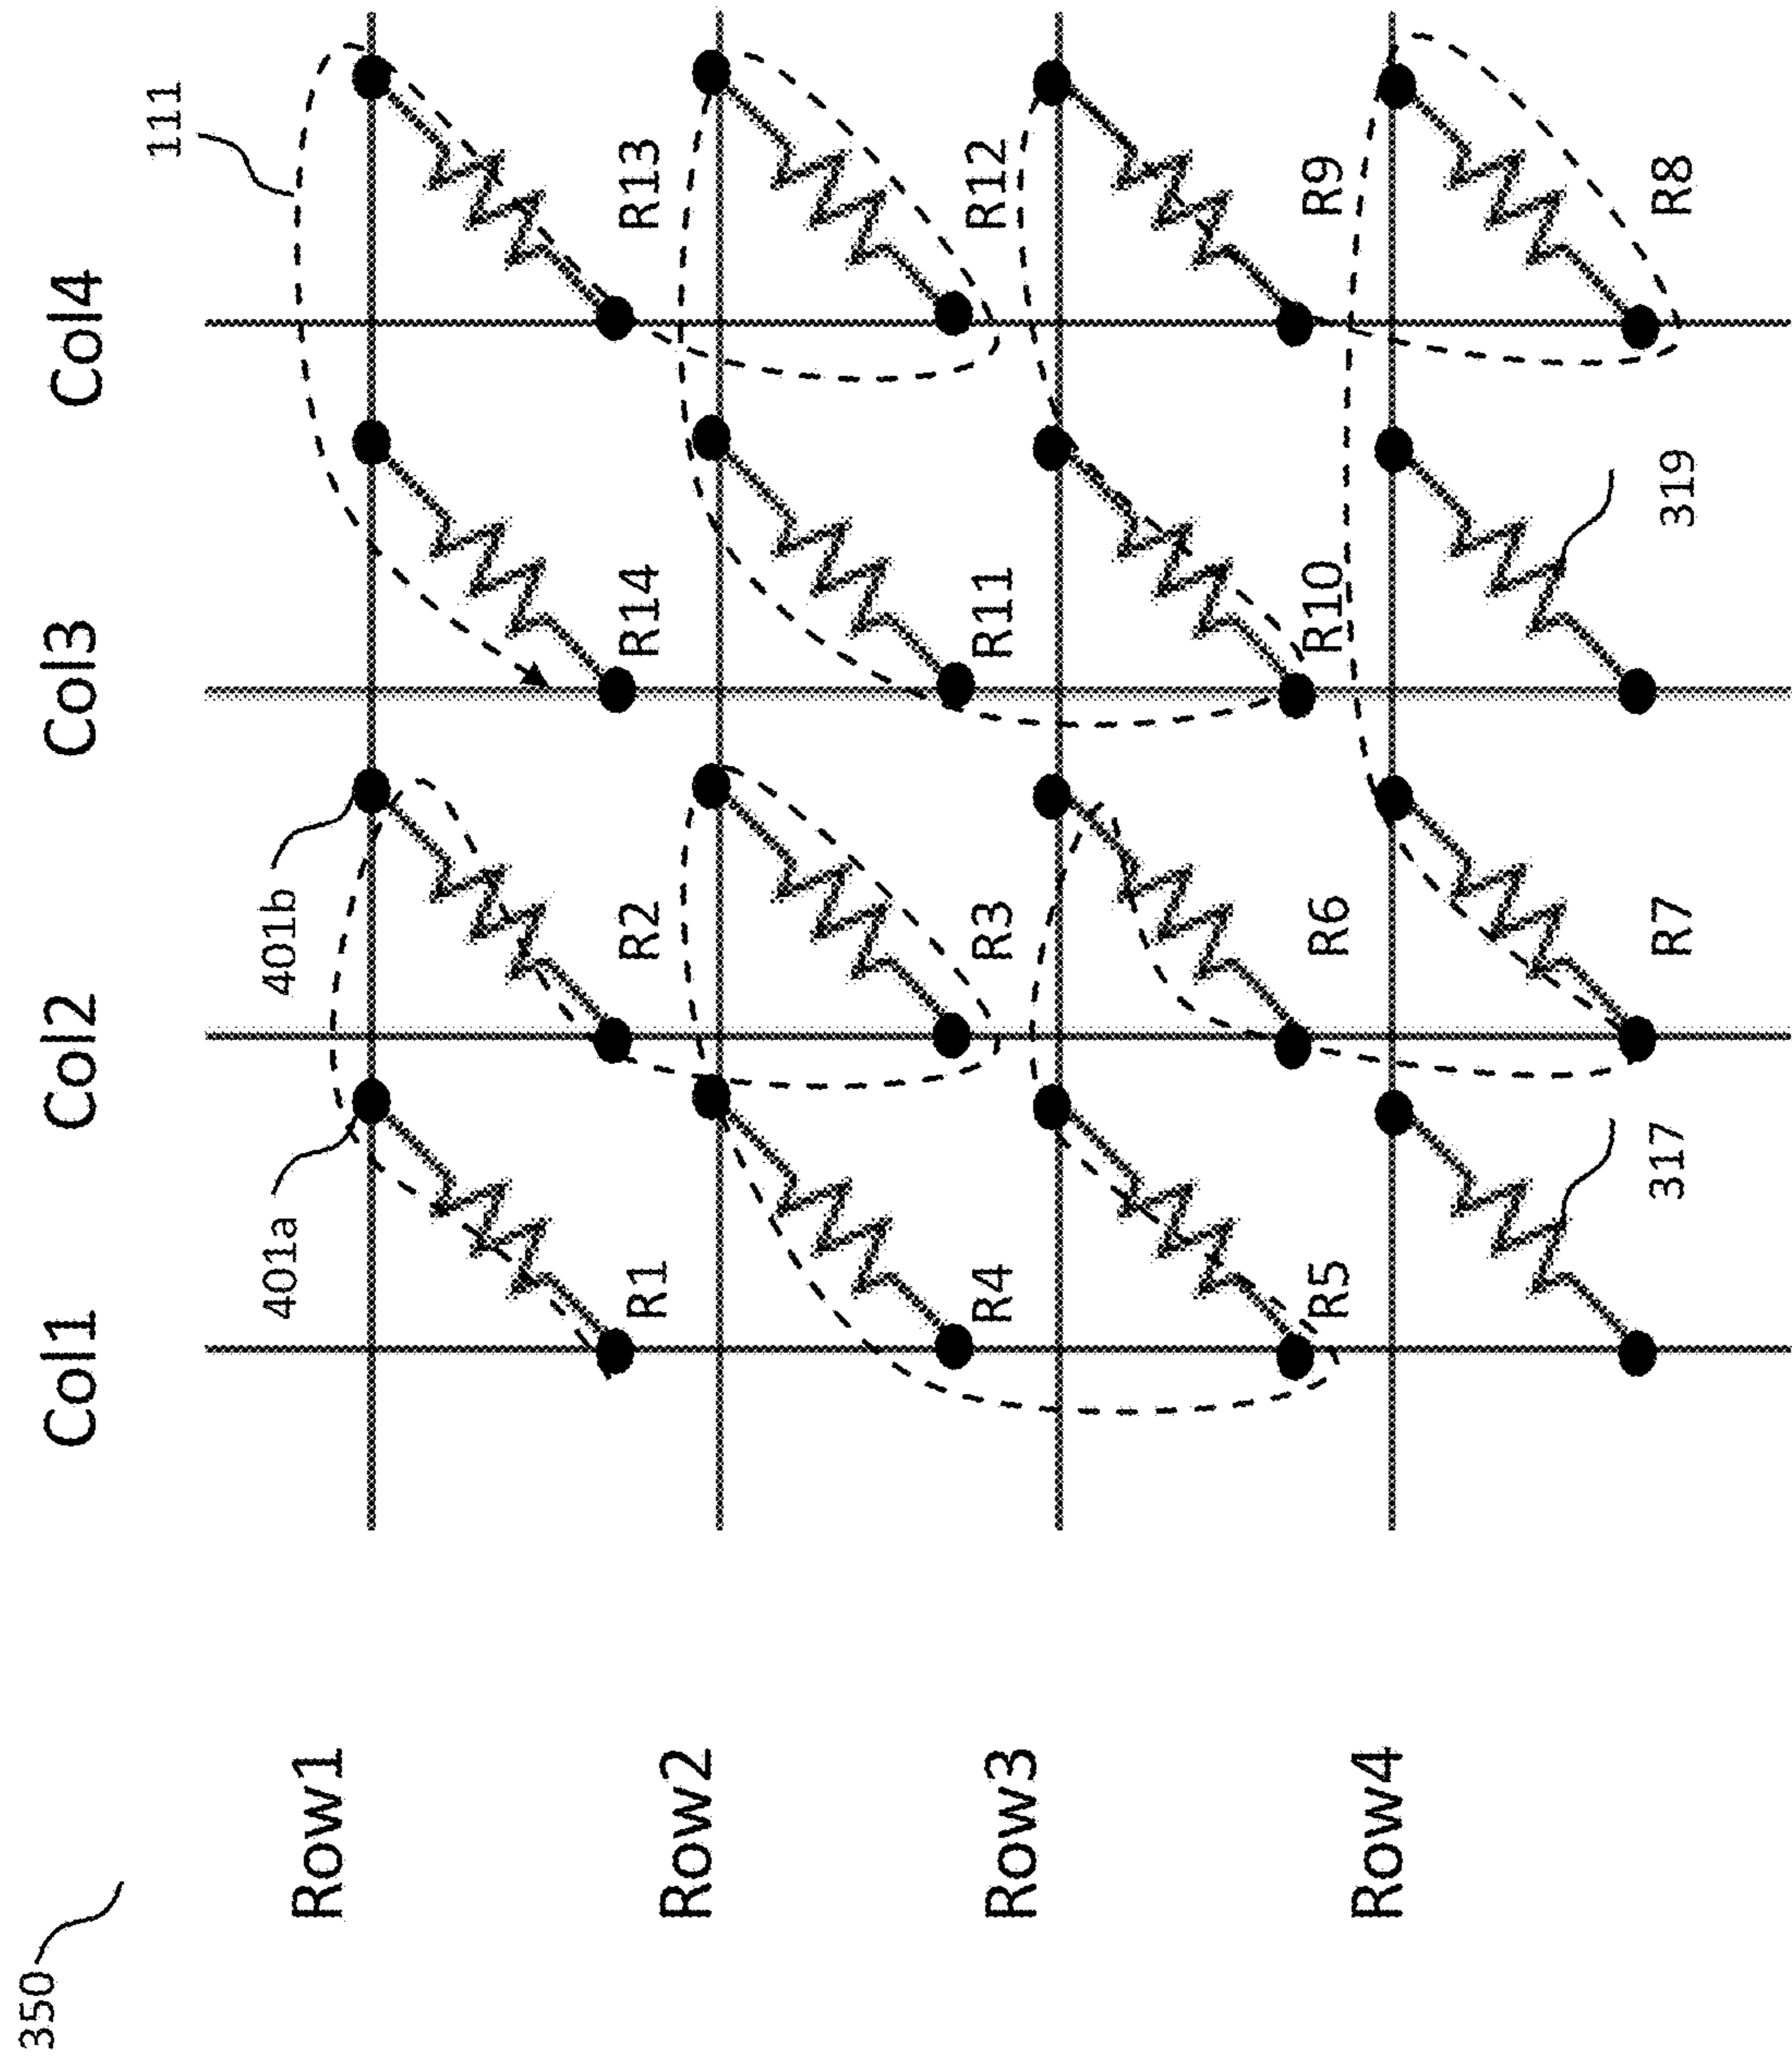 350
Col1 Col2 Col3 Col4
111
401a 401b
Row1
R1 R2 R14 R13
Row2
R4 R3 R11 R12
Row3
R5 R6 R10 R9
Row4
R7 R8
317 319